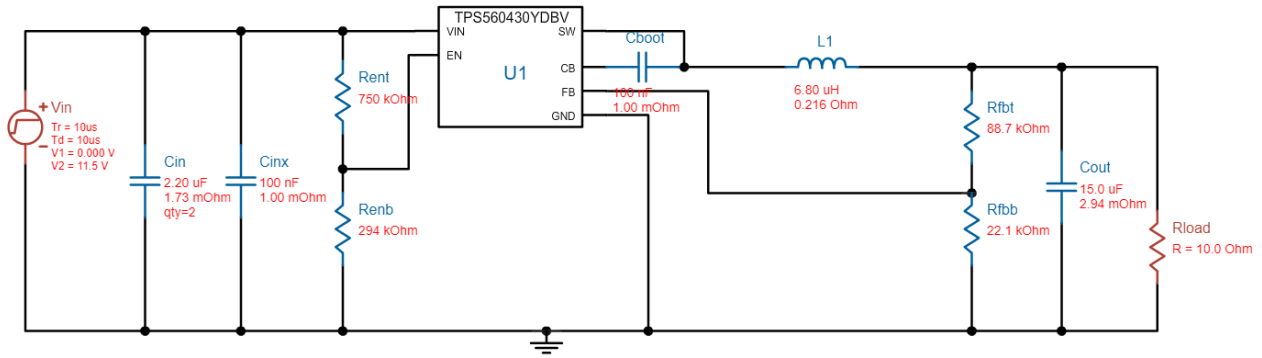 TPS560430YDBV
VIN
SW
EN
CB
FB
GND
U1
Cboot
100 nF
1.00 mOhm
L1
6.80 uH
0.216 Ohm
+ Vin
Tr = 10us
Td = 10us
V1 = 0.000 V
V2 = 11.5 V
Cin
2.20 uF
1.73 mOhm
qty=2
Cinx
100 nF
1.00 mOhm
Rent
750 kOhm
Renb
294 kOhm
Rfbt
88.7 kOhm
Rfbb
22.1 kOhm
Cout
15.0 uF
2.94 mOhm
Rload
R = 10.0 Ohm